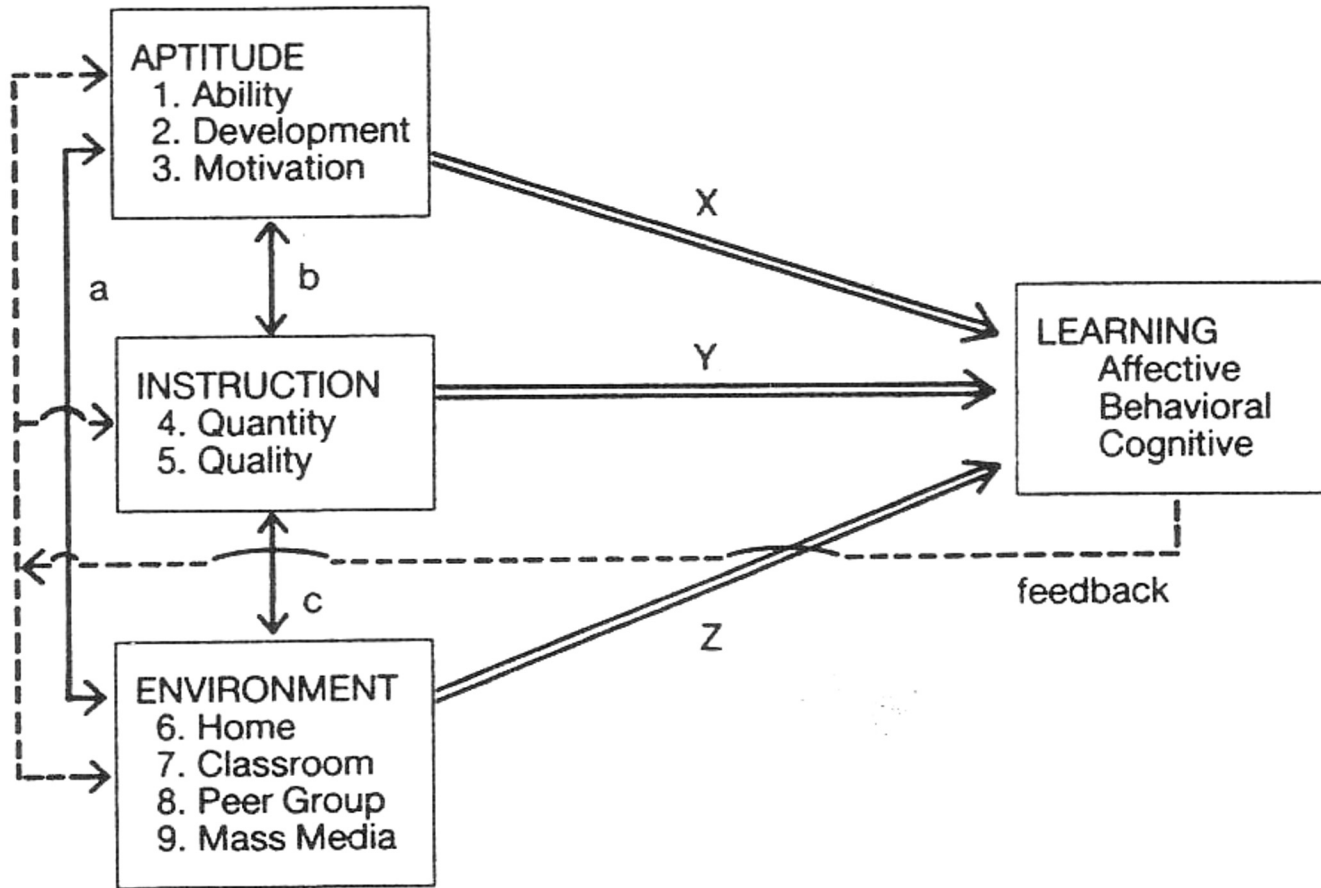 APTITUDE
1. Ability
2. Development
3. Motivation
X
a
b
INSTRUCTION
4. Quantity
5. Quality
Y
LEARNING
Affective
Behavioral
Cognitive
feedback
c
Z
ENVIRONMENT
6. Home
7. Classroom
8. Peer Group
9. Mass Media